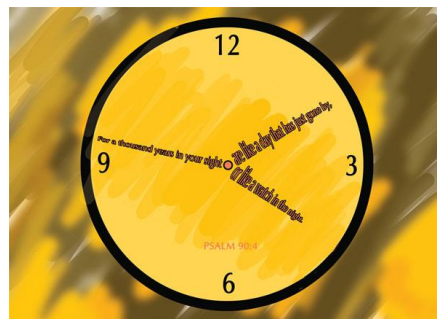 12
For a thousand years in your night
are like a day that has just gone by,
or like a watch in the night.
9
3
PSALM 90:4
6